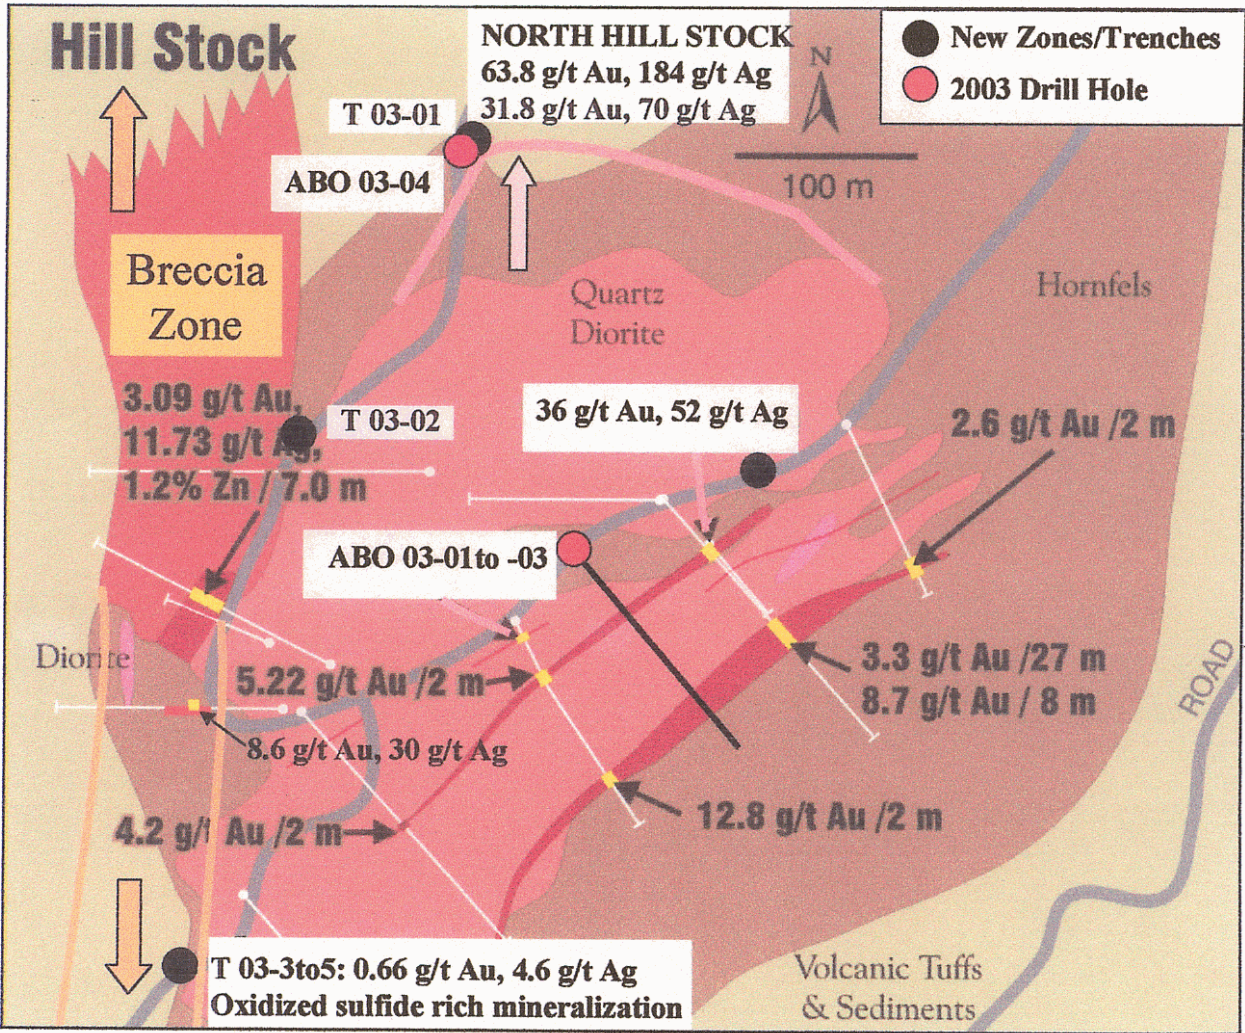 Hill Stock
NORTH HILL STOCK
63.8 g/t Au, 184 g/t Ag
31.8 g/t Au, 70 g/t Ag
N
100 m
New Zones/Trenches
2003 Drill Hole
T 03-01
ABO 03-04
Breccia
Zone
Quartz
Diorite
Hornfels
3.09 g/t Au,
11.73 g/t Ag,
1.2% Zn / 7.0 m
T 03-02
36 g/t Au, 52 g/t Ag
2.6 g/t Au /2 m
ABO 03-01to -03
Diorite
5.22 g/t Au /2 m
3.3 g/t Au /27 m
8.7 g/t Au / 8 m
ROAD
8.6 g/t Au, 30 g/t Ag
4.2 g/t Au /2 m
12.8 g/t Au /2 m
T 03-3to5: 0.66 g/t Au, 4.6 g/t Ag
Oxidized sulfide rich mineralization
Volcanic Tuffs
& Sediments